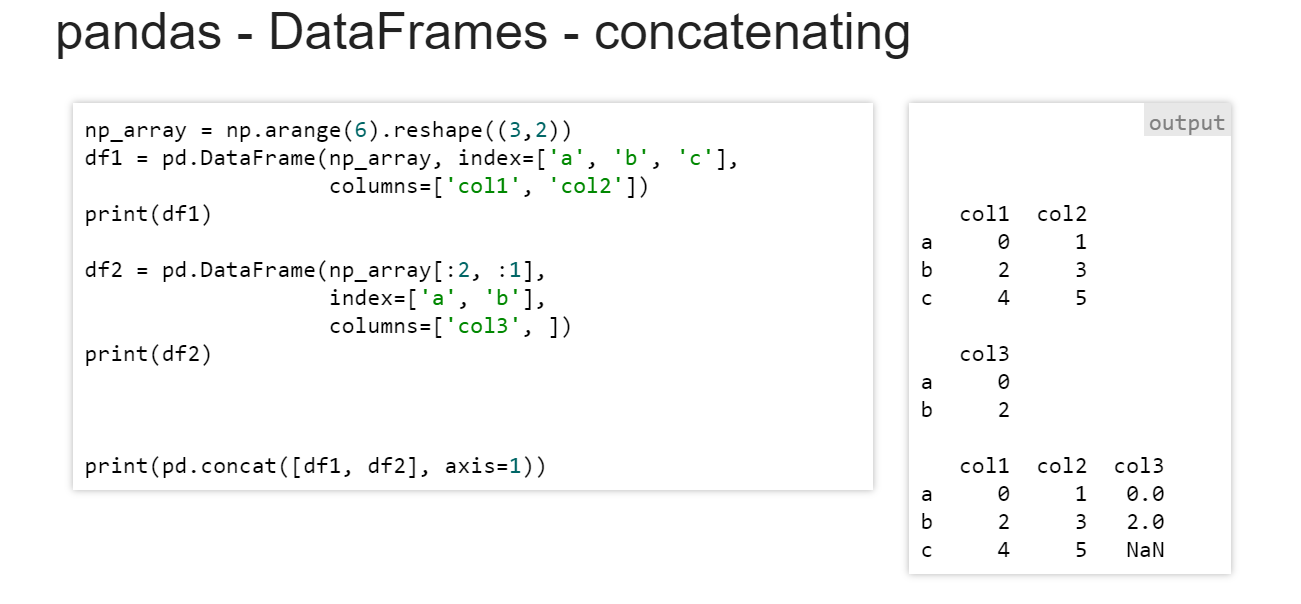 pandas - DataFrames - concatenating
np_array = np.arange(6).reshape((3,2))
df1 = pd.DataFrame(np_array, index=['a', 'b', 'c'],
                   columns=['col1', 'col2'])
print(df1)
df2 = pd.DataFrame(np_array[:2, :1],
                   index=['a', 'b'],
                   columns=['col3', ])
print(df2)
print(pd.concat([df1, df2], axis=1))
output
   col1  col2
a     0     1
b     2     3
c     4     5
   col3
a     0
b     2
   col1  col2  col3
a     0     1   0.0
b     2     3   2.0
c     4     5   NaN